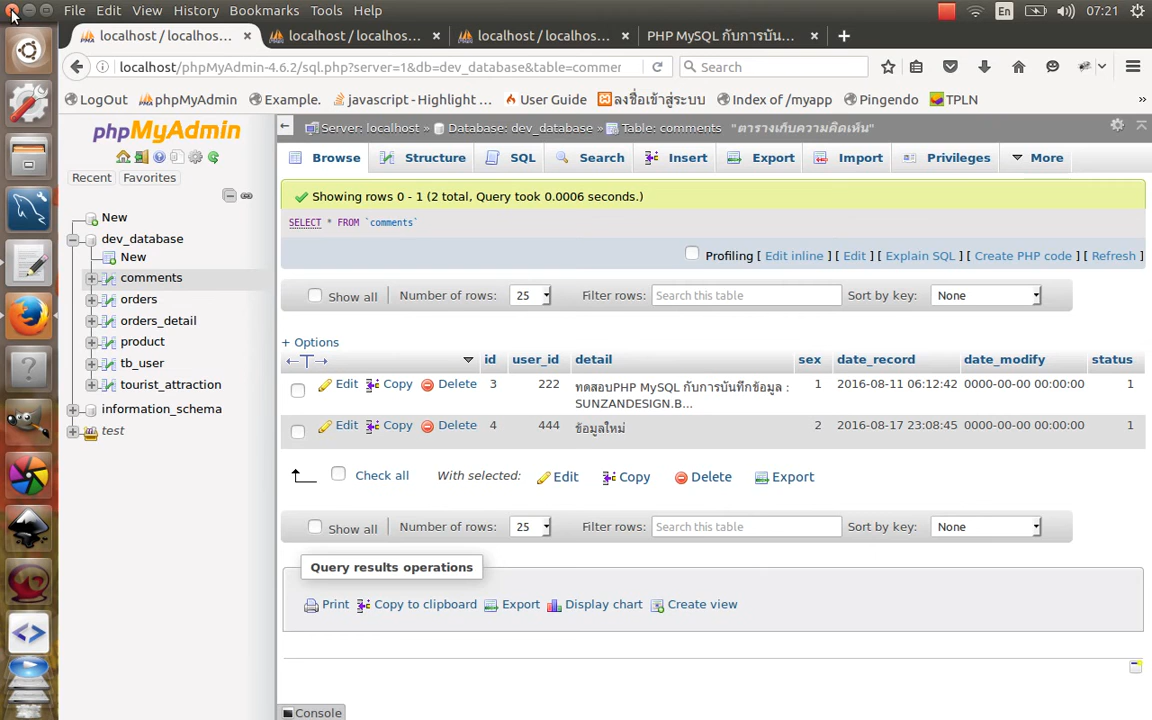 File Edit View History Bookmarks Tools Help En 07:21
localhost / localhos... × localhost / localhos... × localhost / localhos... × PHP MySQL กับการบัน... ×
localhost/phpMyAdmin-4.6.2/sql.php?server=1&db=dev_database&table=commer Search
LogOut phpMyAdmin Example. javascript - Highlight ... User Guide ลงชื่อเข้าสู่ระบบ Index of /myapp Pingendo TPLN »
phpMyAdmin
Recent Favorites
New
dev_database
New
comments
orders
orders_detail
product
tb_user
tourist_attraction
information_schema
test
Server: localhost » Database: dev_database » Table: comments "ตารางเก็บความคิดเห็น"
Browse Structure SQL Search Insert Export Import Privileges More
Showing rows 0 - 1 (2 total, Query took 0.0006 seconds.)
SELECT * FROM `comments`
Profiling [ Edit inline ] [ Edit ] [ Explain SQL ] [ Create PHP code ] [ Refresh ]
Show all Number of rows: 25 Filter rows: Search this table Sort by key: None
+ Options
←T→ id user_id detail sex date_record date_modify status
Edit Copy Delete 3 222 ทดสอบPHP MySQL กับการบันทึกข้อมูล : 1 2016-08-11 06:12:42 0000-00-00 00:00:00 1
SUNZANDESIGN.B...
Edit Copy Delete 4 444 ข้อมูลใหม่ 2 2016-08-17 23:08:45 0000-00-00 00:00:00 1
Check all With selected: Edit Copy Delete Export
Show all Number of rows: 25 Filter rows: Search this table Sort by key: None
Query results operations
Print Copy to clipboard Export Display chart Create view
Console